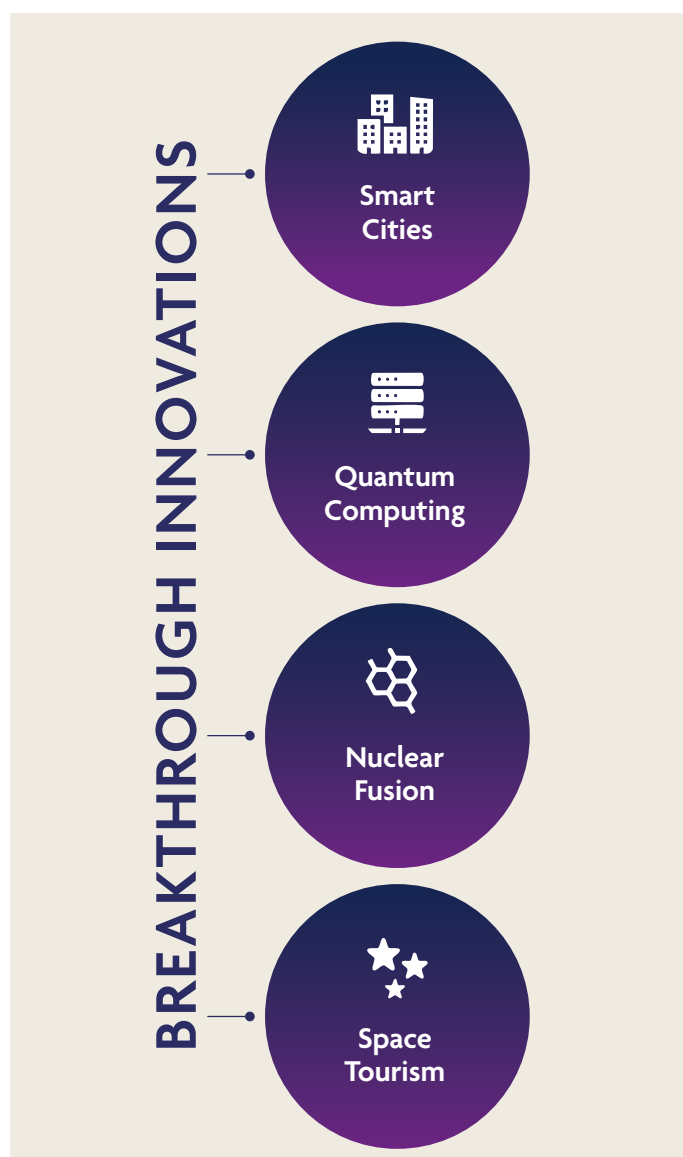 BREAKTHROUGH INNOVATIONS
Smart
Cities
Quantum
Computing
Nuclear
Fusion
Space
Tourism